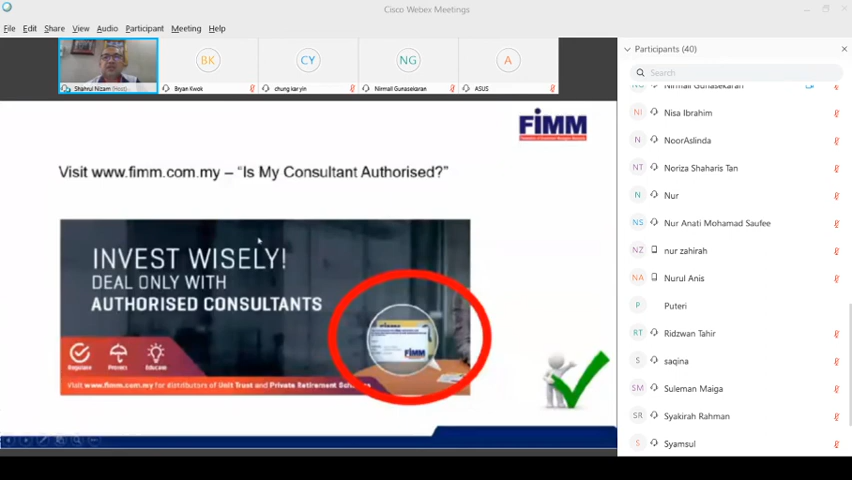 Cisco Webex Meetings
File Edit Share View Audio Participant Meeting Help
BK
CY
NG
A
Shahrul Nizam (Host)
Bryan Kwok
chung kar yin
Nirmall Gunasekaran
ASUS
FIMM
Visit www.fimm.com.my – "Is My Consultant Authorised?"
INVEST WISELY!
DEAL ONLY WITH
AUTHORISED CONSULTANTS
FIMM
Regulate Promote Educate
Visit www.fimm.com.my for distributors of Unit Trust and Private Retirement Schemes
Participants (40)
Search
NG Nirmall Gunasekaran
NI Nisa Ibrahim
N NoorAslinda
NT Noriza Shaharis Tan
N Nur
NS Nur Anati Mohamad Saufee
NZ nur zahirah
NA Nurul Anis
P Puteri
RT Ridzwan Tahir
S saqina
SM Suleman Maiga
SR Syakirah Rahman
S Syamsul